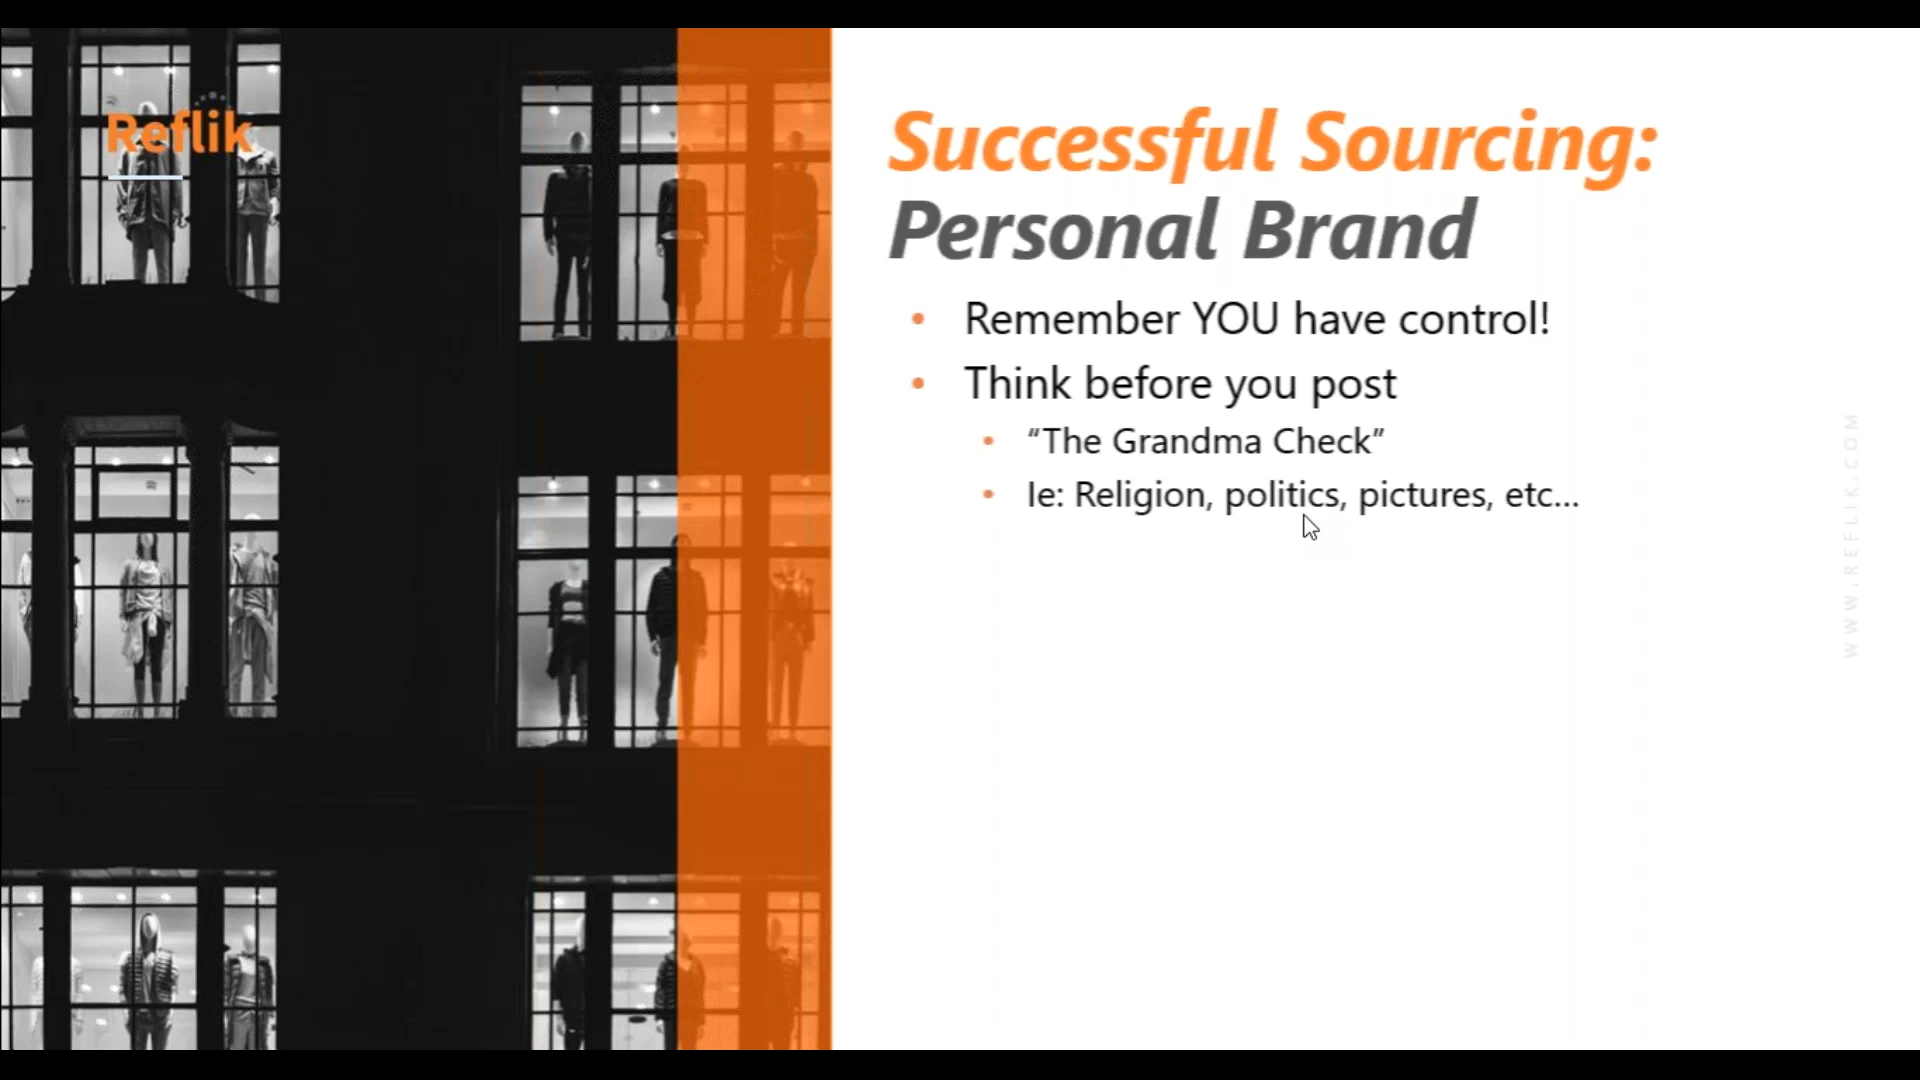 Reflik
Successful Sourcing:
Personal Brand
• Remember YOU have control!
• Think before you post
• “The Grandma Check”
• Ie: Religion, politics, pictures, etc...
WWW.REFLIK.COM